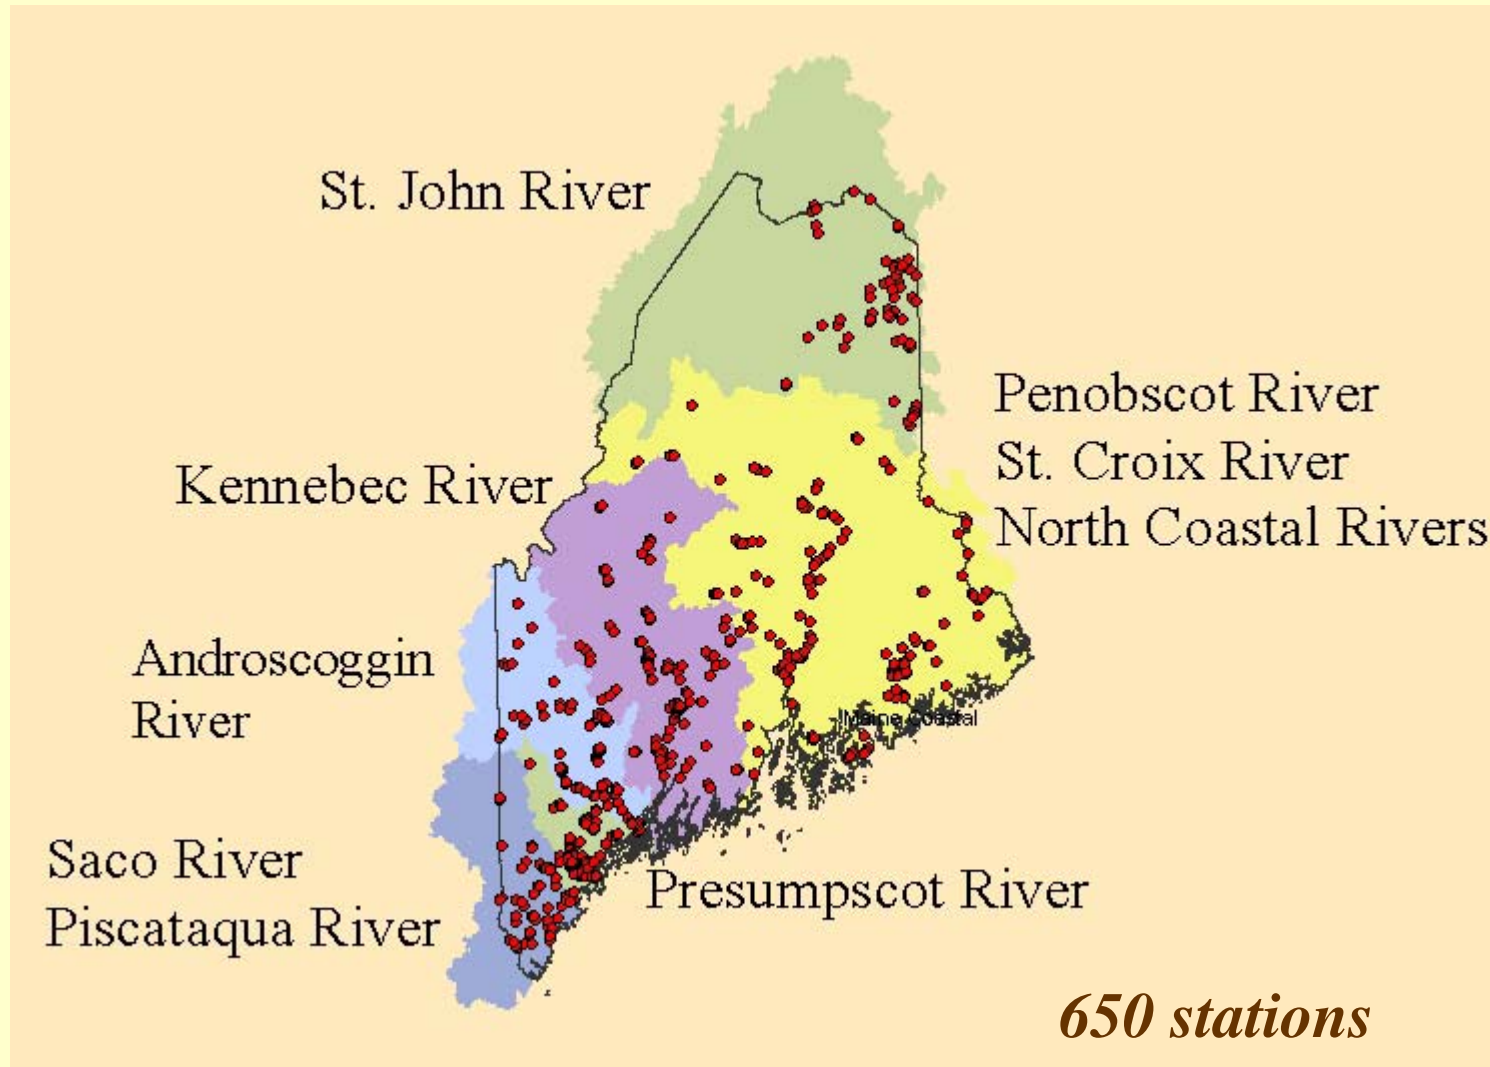 St. John River
Penobscot River
St. Croix River
North Coastal Rivers
Kennebec River
Androscoggin
River
Maine Coastal
Saco River
Piscataqua River
Presumpscot River
650 stations